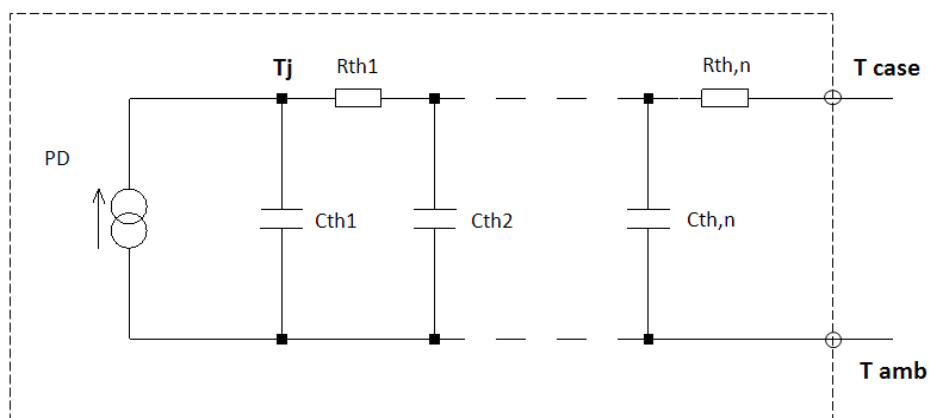 Tj
Rth1
Rth,n
T case
PD
Cth1
Cth2
Cth,n
T amb